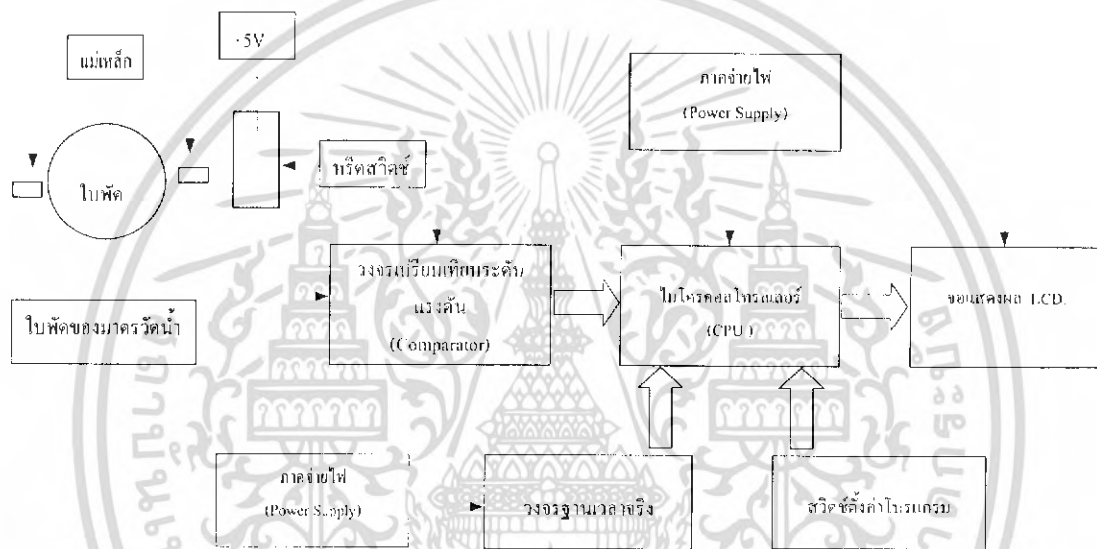 แม่เหล็ก
+5V
ภาคจ่ายไฟ
(Power Supply)
ใบพัด
หรีดสวิตช์
วงจรเปรียบเทียบระดับ
แรงดัน
(Comparator)
ไมโครคอลโทรลเลอร์
(CPU )
จอแสดงผล LCD.
ใบพัดของมาตรวัดน้ำ
ภาคจ่ายไฟ
(Power Supply)
วงจรฐานเวลาจริง
สวิตช์ตั้งค่าโปรแกรม